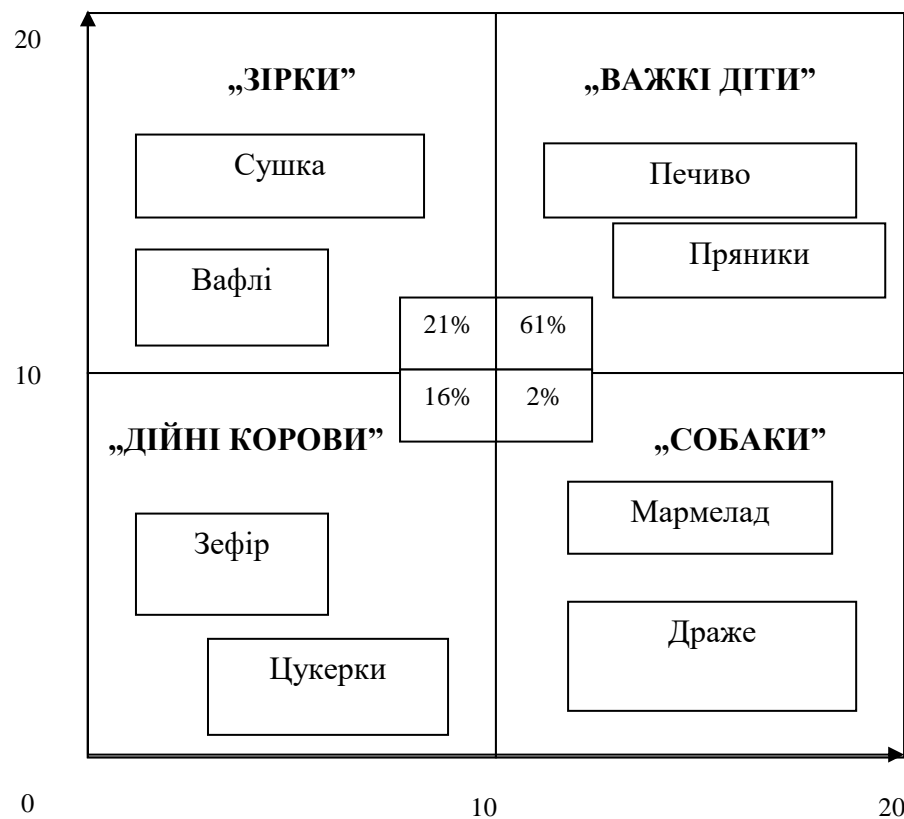 20
„ЗІРКИ”
„ВАЖКІ ДІТИ”
Сушка
Печиво
Пряники
Вафлі
21%
61%
10
16%
2%
„ДІЙНІ КОРОВИ”
„СОБАКИ”
Мармелад
Зефір
Драже
Цукерки
0
10
20